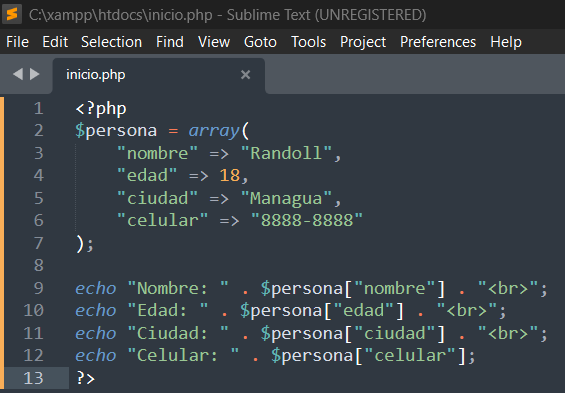 C:\xampp\htdocs\inicio.php - Sublime Text (UNREGISTERED)
File Edit Selection Find View Goto Tools Project Preferences Help
inicio.php ×
1 <?php
2 $persona = array(
3     "nombre" => "Randoll",
4     "edad" => 18,
5     "ciudad" => "Managua",
6     "celular" => "8888-8888"
7 );
8
9 echo "Nombre: " . $persona["nombre"] . "<br>";
10 echo "Edad: " . $persona["edad"] . "<br>";
11 echo "Ciudad: " . $persona["ciudad"] . "<br>";
12 echo "Celular: " . $persona["celular"];
13 ?>